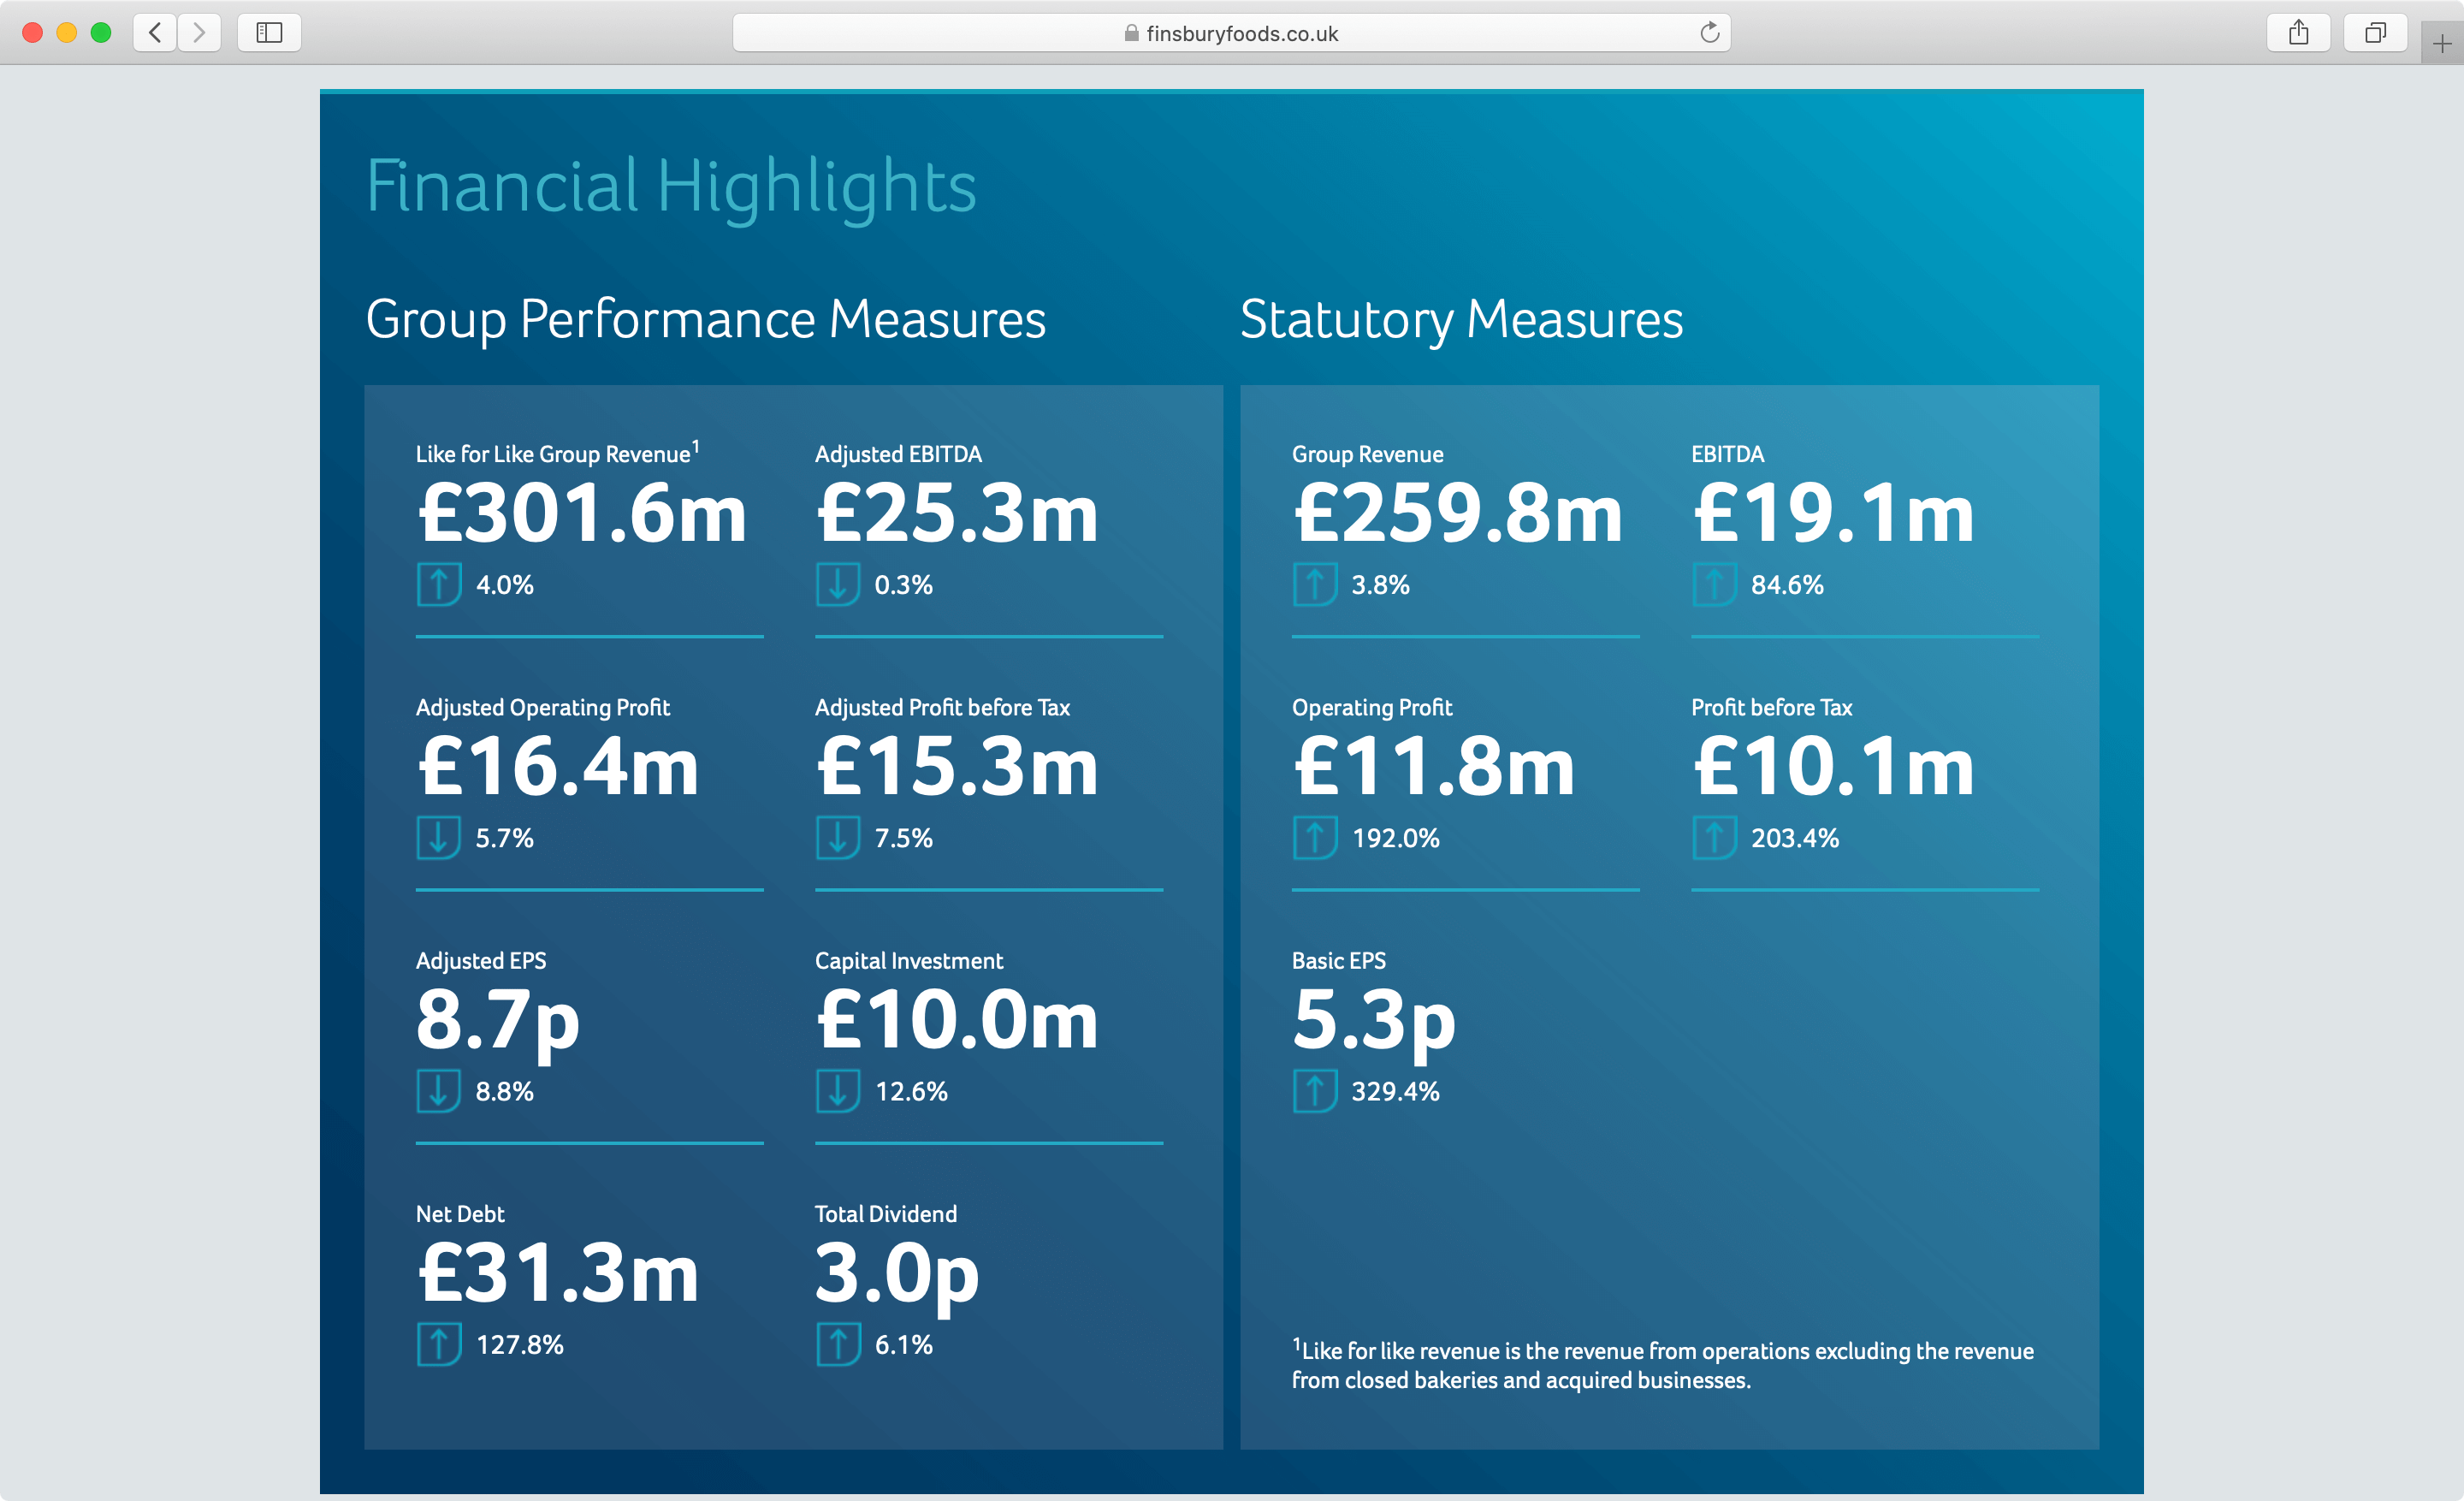 finsburyfoods.co.uk
Financial Highlights
Group Performance Measures
Like for Like Group Revenue¹
£301.6m
4.0%
Adjusted EBITDA
£25.3m
0.3%
Adjusted Operating Profit
£16.4m
5.7%
Adjusted Profit before Tax
£15.3m
7.5%
Adjusted EPS
8.7p
8.8%
Capital Investment
£10.0m
12.6%
Net Debt
£31.3m
127.8%
Total Dividend
3.0p
6.1%
Statutory Measures
Group Revenue
£259.8m
3.8%
EBITDA
£19.1m
84.6%
Operating Profit
£11.8m
192.0%
Profit before Tax
£10.1m
203.4%
Basic EPS
5.3p
329.4%
¹Like for like revenue is the revenue from operations excluding the revenue
from closed bakeries and acquired businesses.